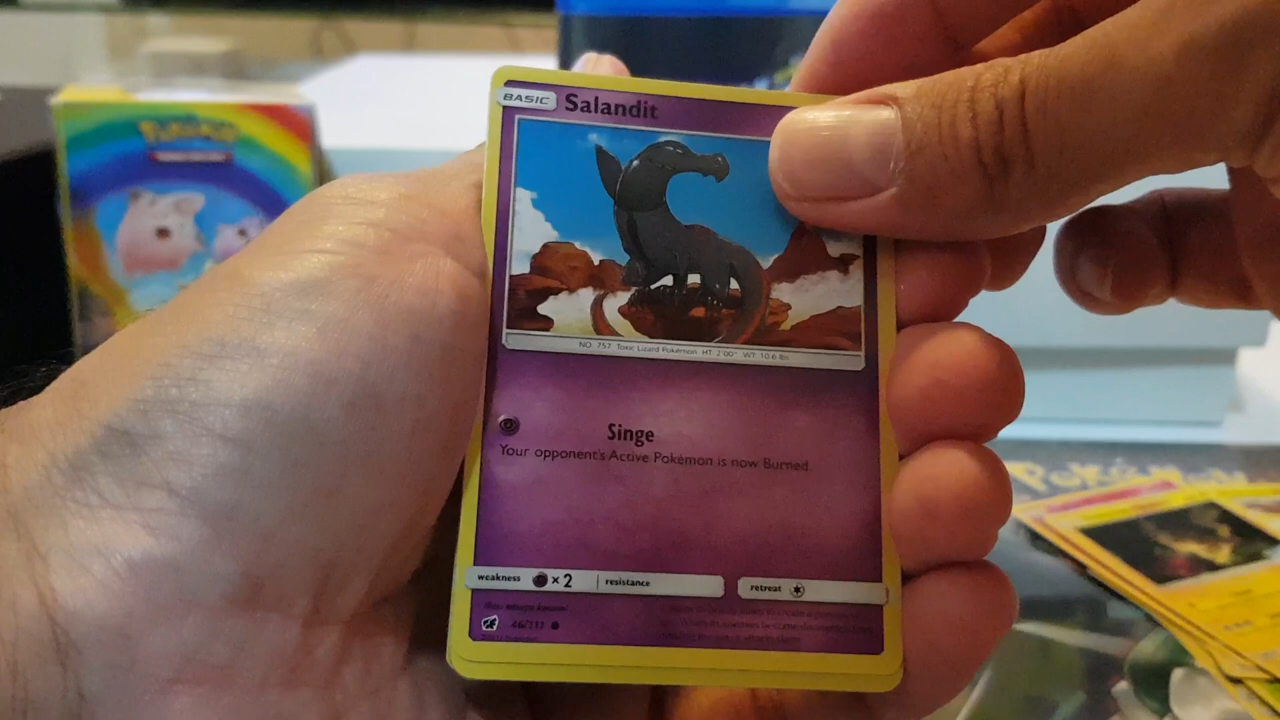 BASIC Salandit
NO. 757 Toxic Lizard Pokémon HT: 2'00" WT: 10.6 lbs.
Singe
Your opponent's Active Pokémon is now Burned.
weakness ×2 resistance retreat
46/111
Pokémon
Pokémon